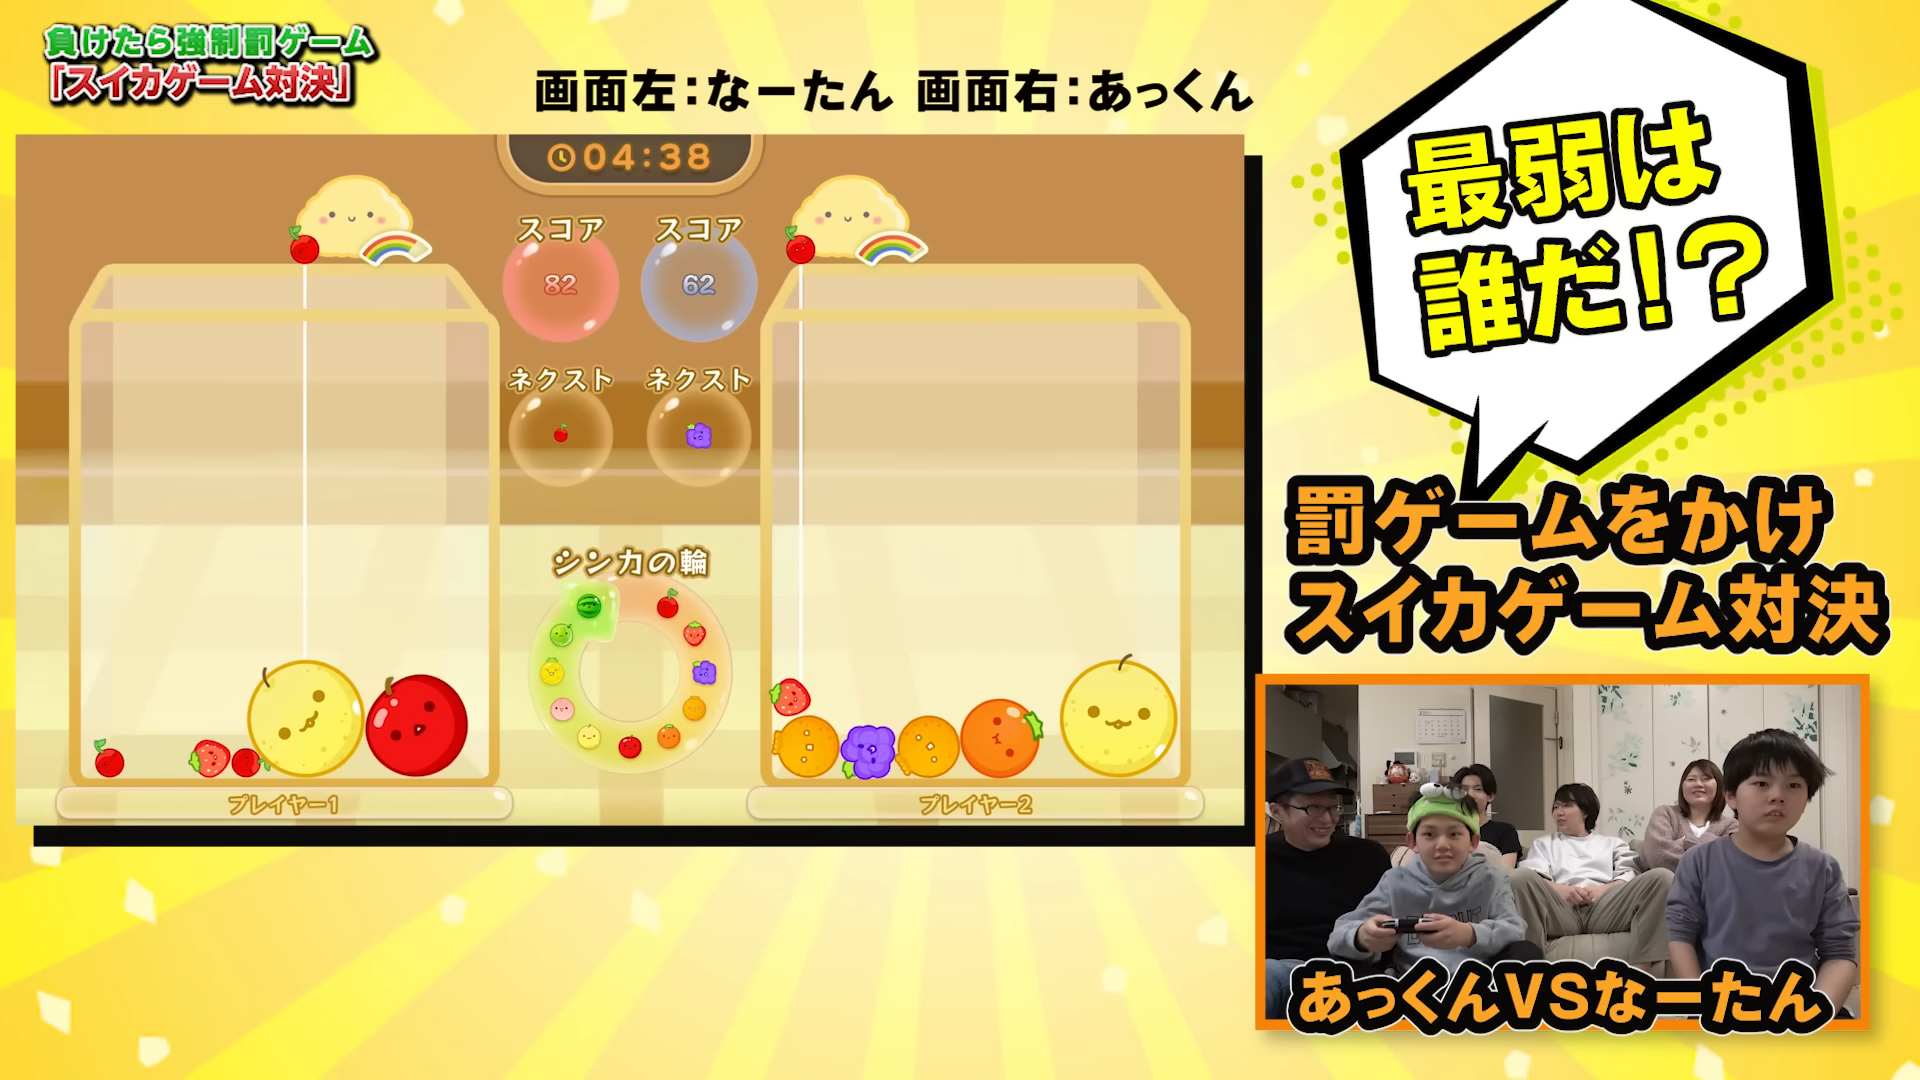 負けたら強制罰ゲーム
「スイカゲーム対決」
画面左:なーたん 画面右:あっくん
04:38
スコア スコア
82 62
ネクスト ネクスト
シンカの輪
プレイヤー1
プレイヤー2
最弱は
誰だ!?
罰ゲームをかけ
スイカゲーム対決
あっくんVSなーたん